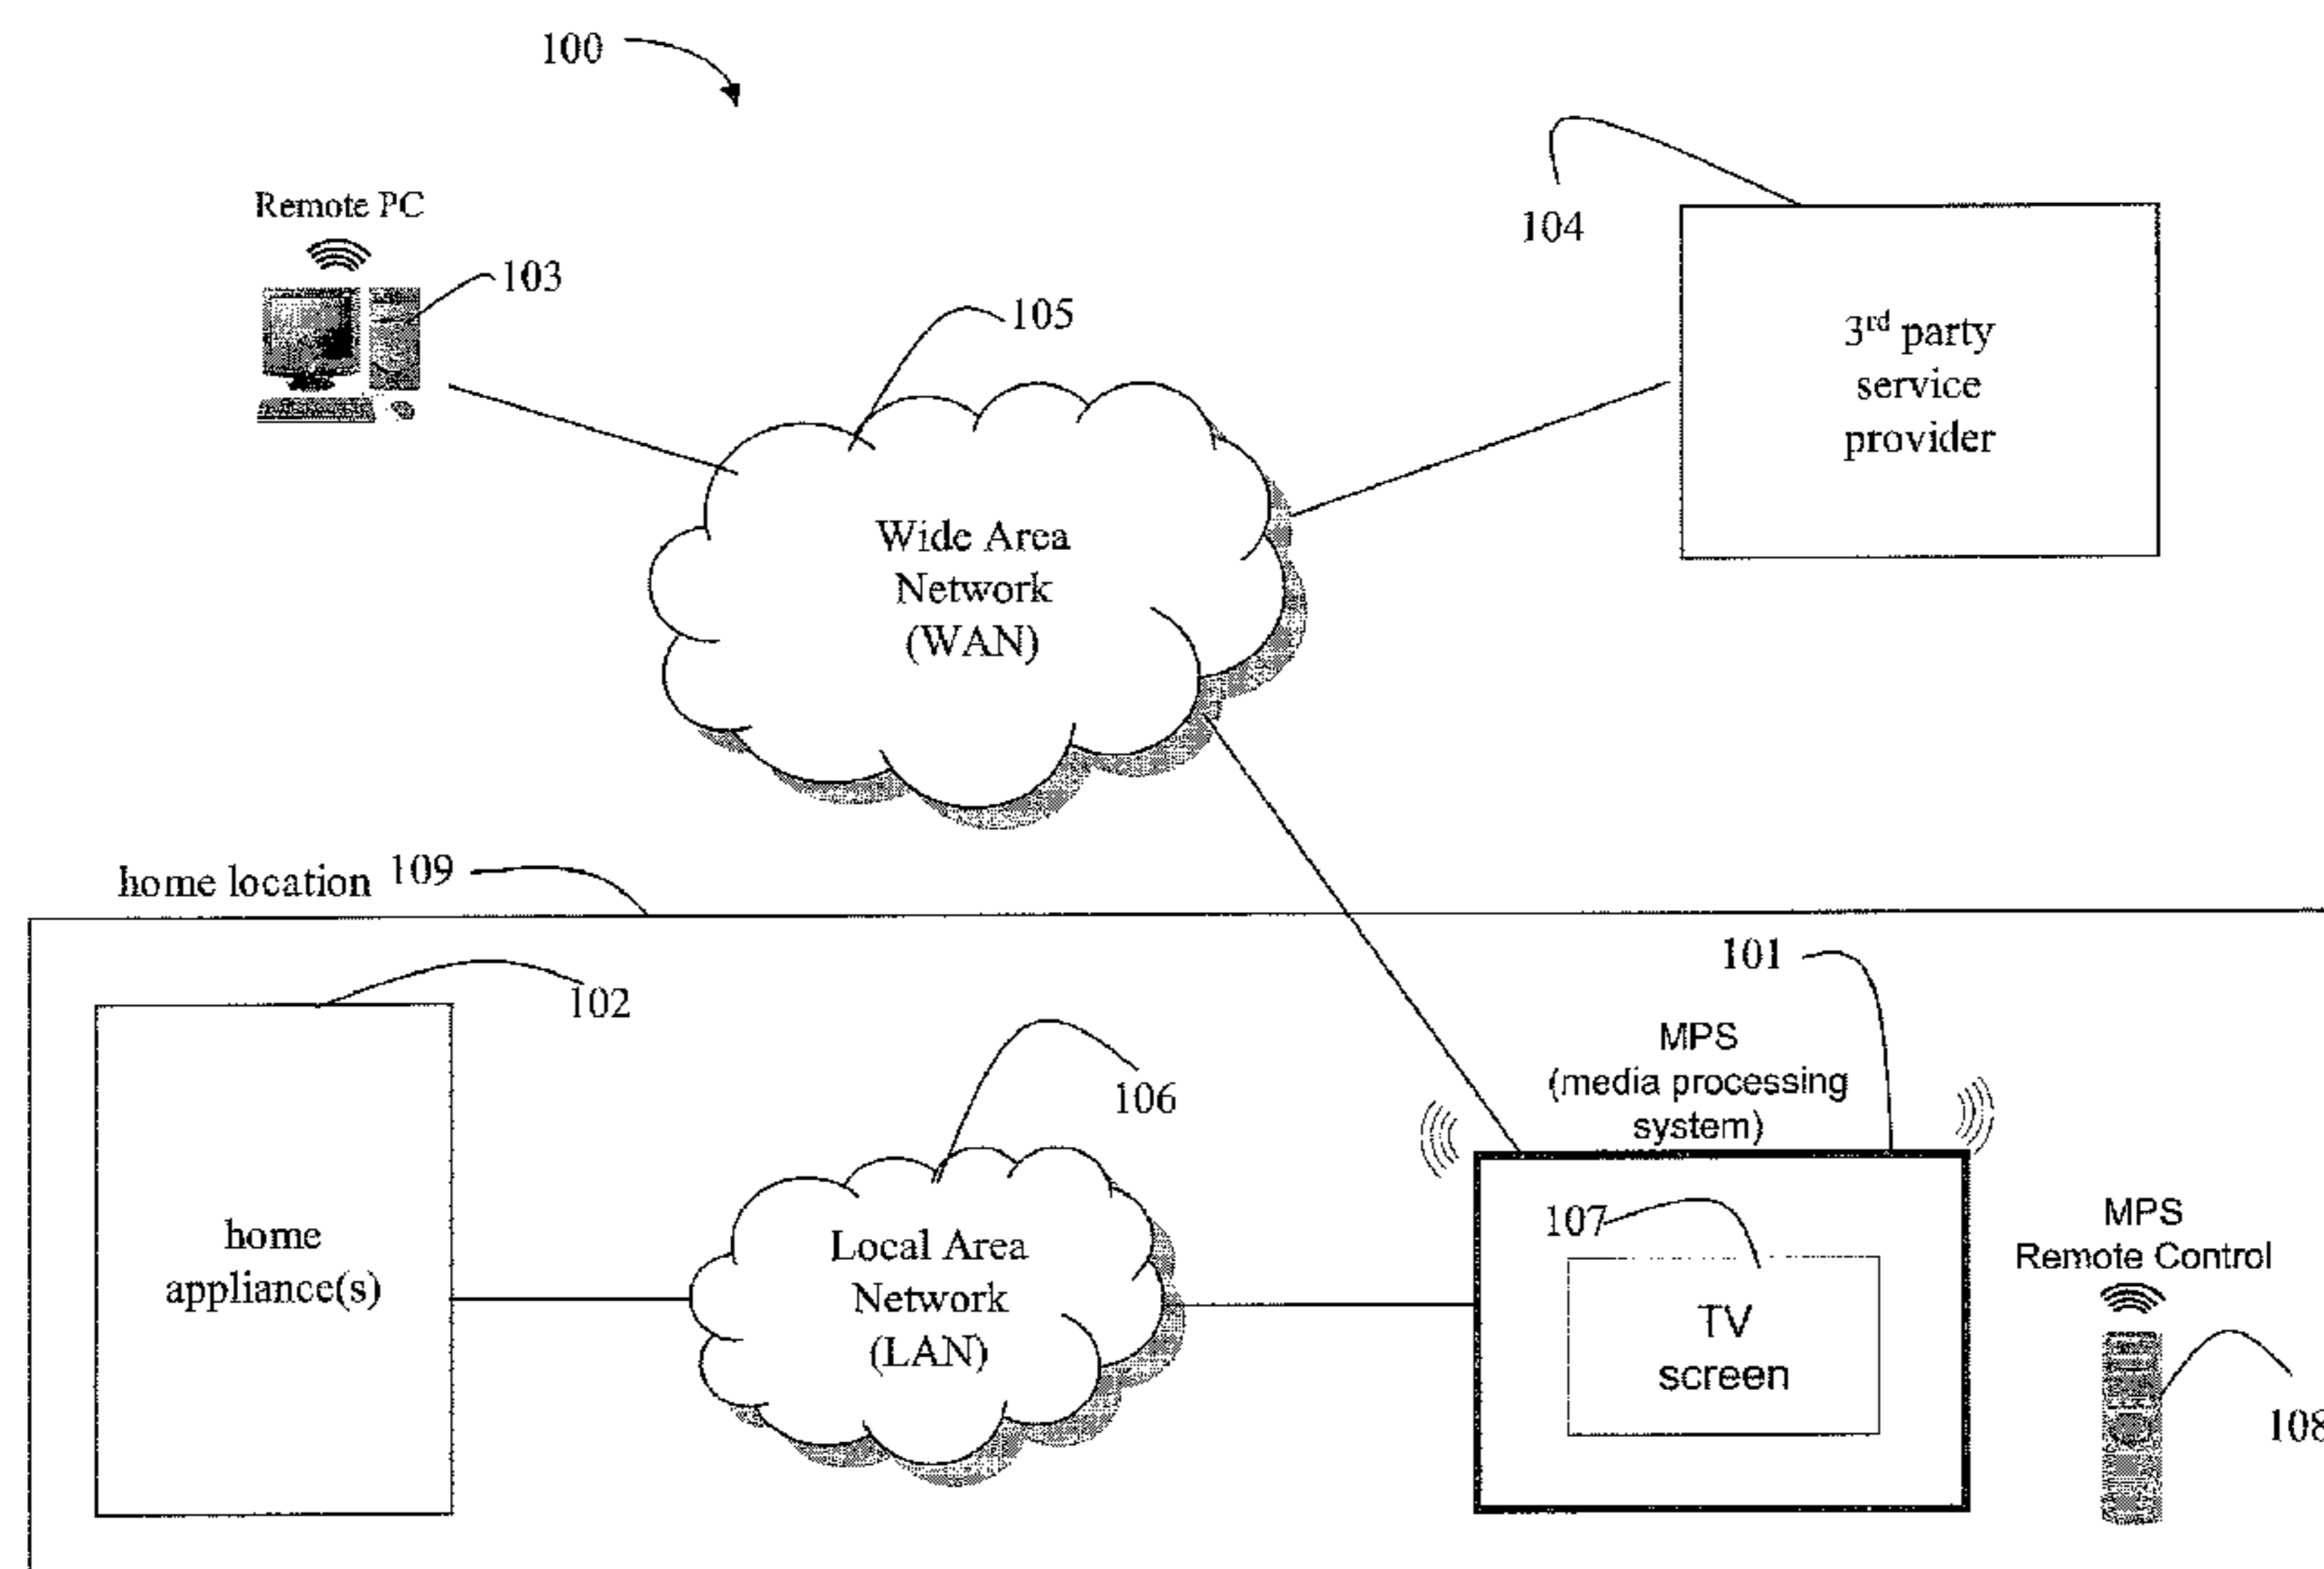 100
Remote PC
103
104
105
3rd party
service
provider
Wide Area
Network
(WAN)
home location 109
101
102
MPS
(media processing
system)
106
107
MPS
Remote Control
home
appliance(s)
Local Area
Network
(LAN)
TV
screen
108